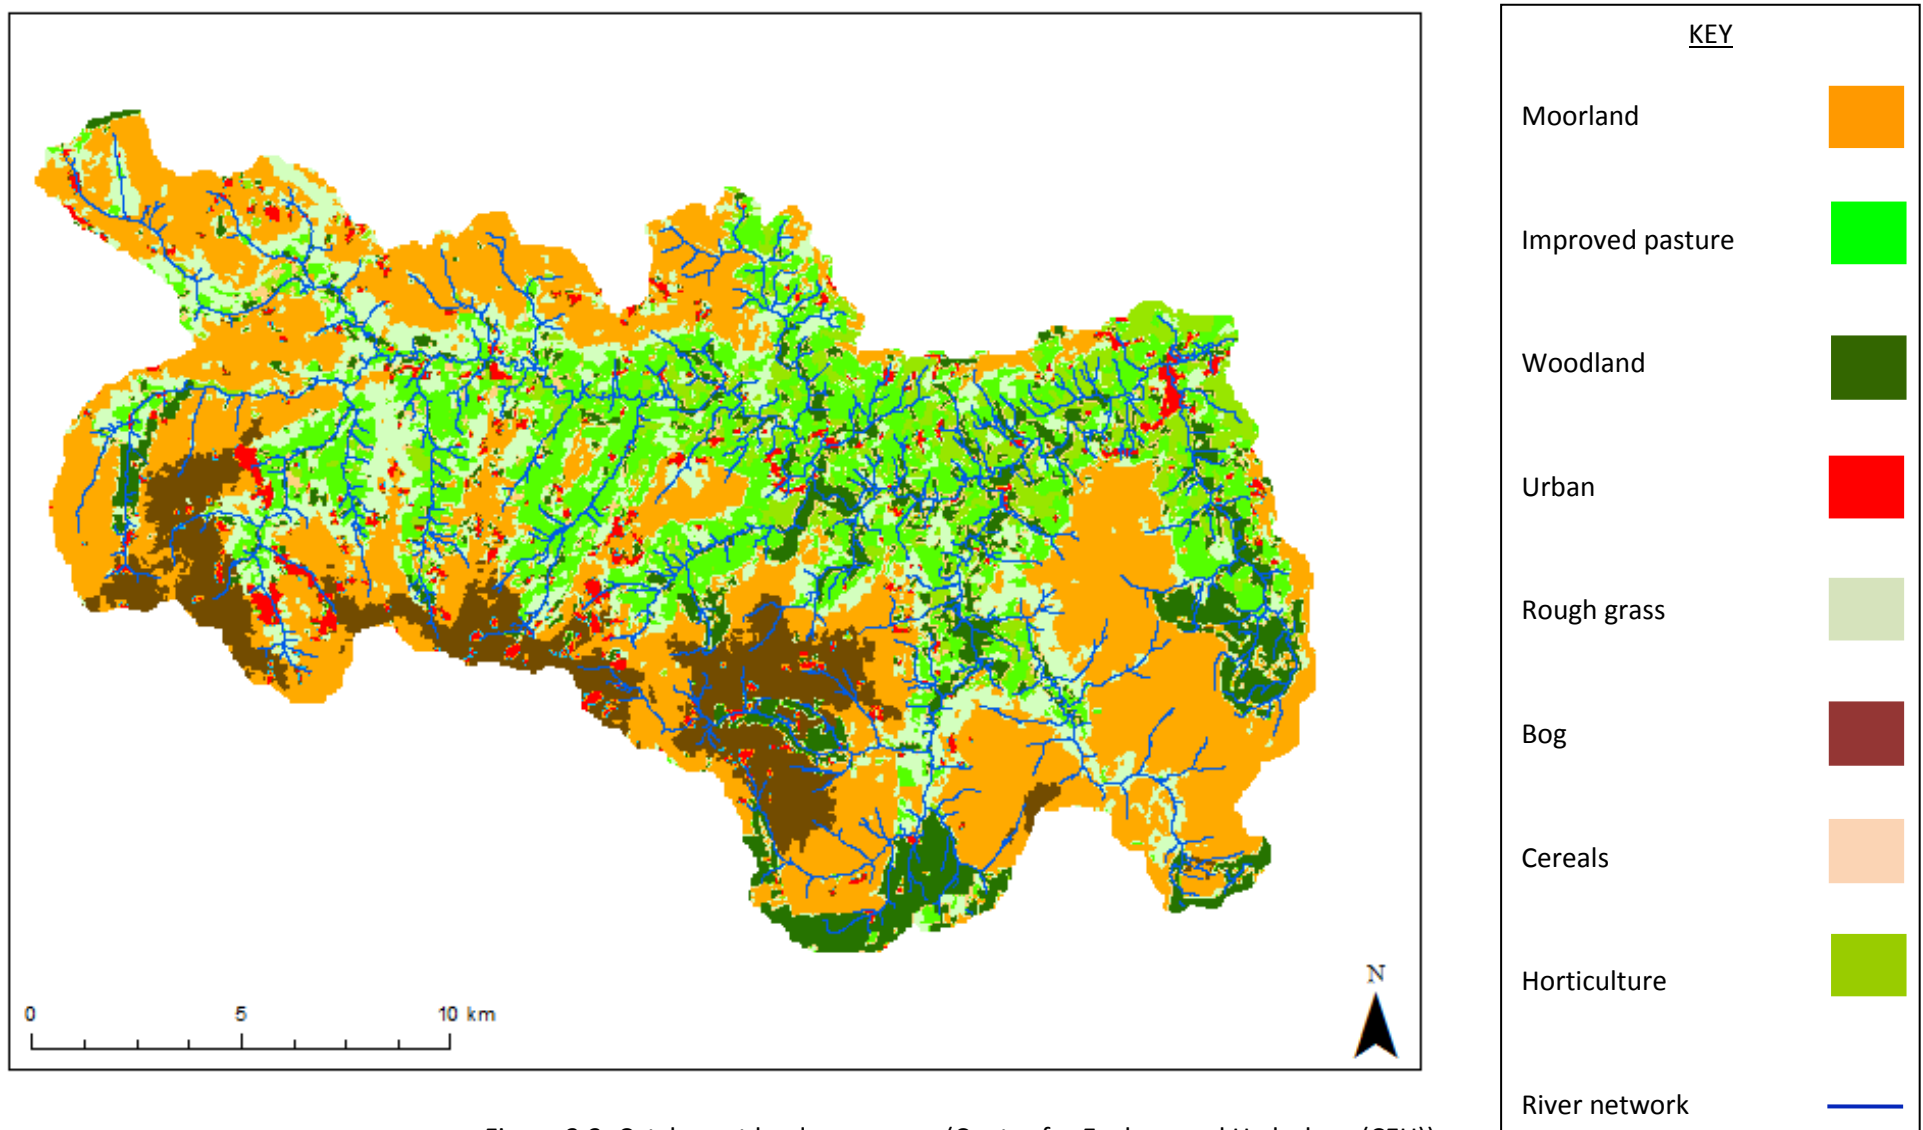 KEY
Moorland
Improved pasture
Woodland
Urban
Rough grass
Bog
Cereals
Horticulture
River network
N
0 5 10 km